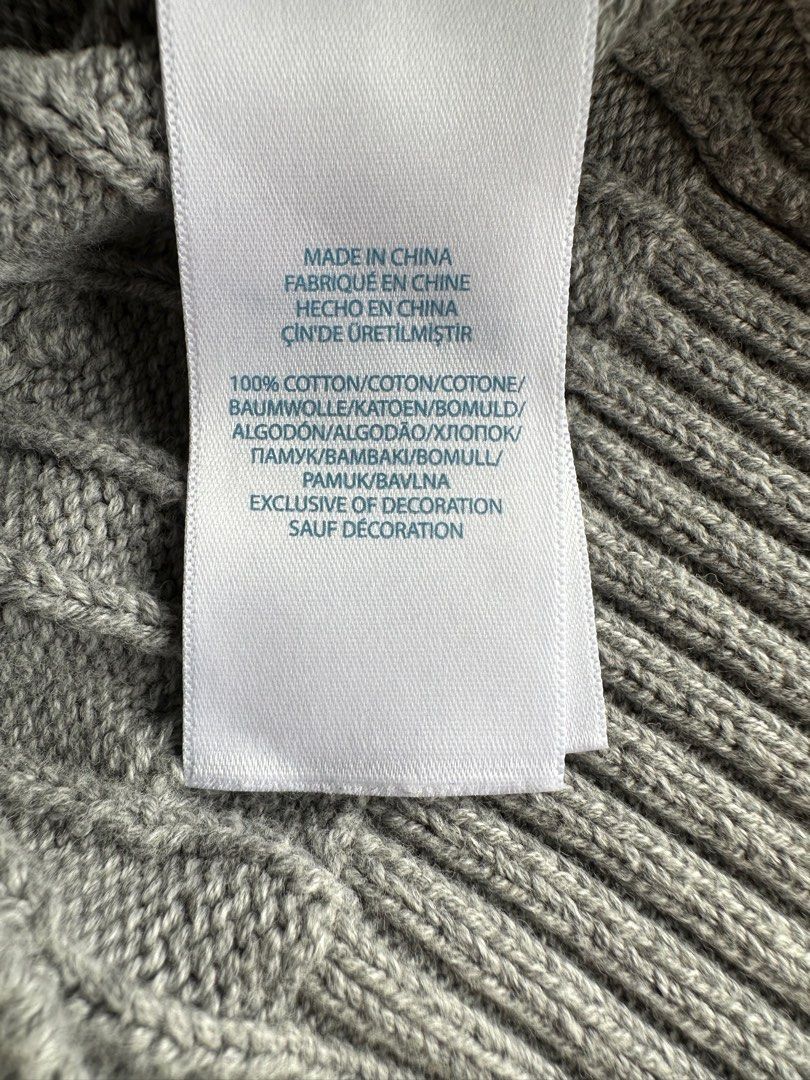 MADE IN CHINA
FABRIQUÉ EN CHINE
HECHO EN CHINA
ÇİN'DE ÜRETİLMİŞTİR
100% COTTON/COTON/COTONE/
BAUMWOLLE/KATOEN/BOMULD/
ALGODÓN/ALGODÃO/ХЛОПОК/
ПАМУК/BAMBAKI/BOMULL/
PAMUK/BAVLNA
EXCLUSIVE OF DECORATION
SAUF DÉCORATION